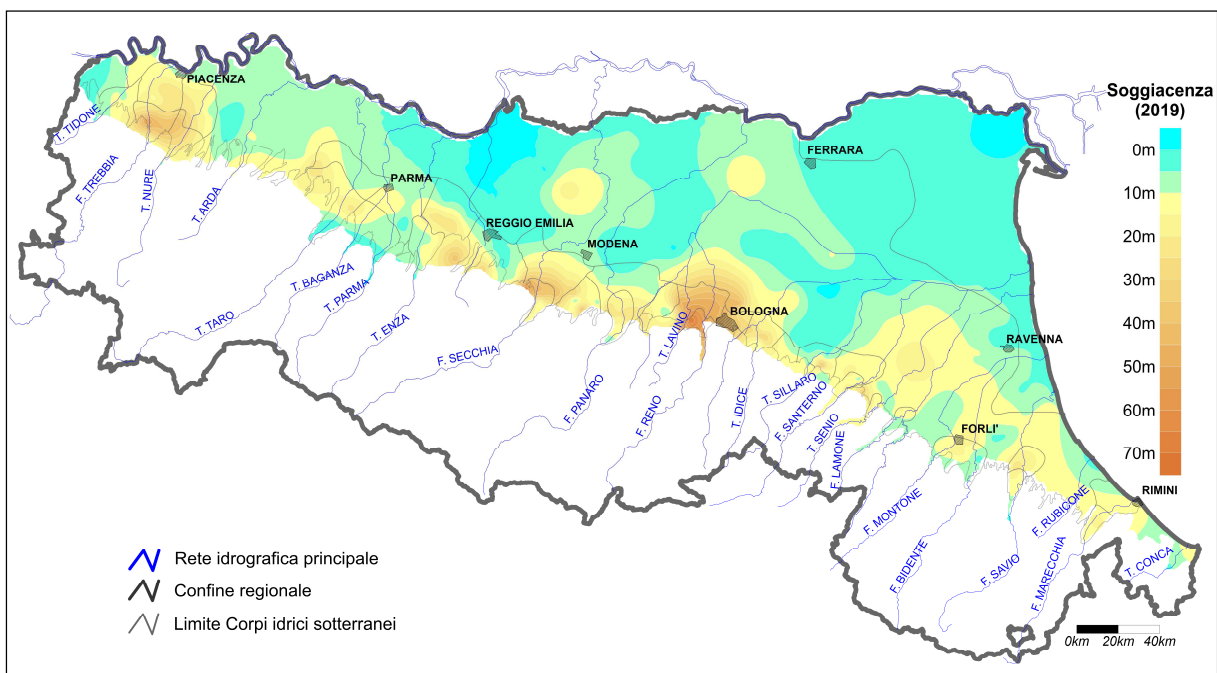 PIACENZA
T. TIDONE
F. TREBBIA
T. NURE
T. ARDA
PARMA
REGGIO EMILIA
MODENA
FERRARA
BOLOGNA
RAVENNA
FORLI'
RIMINI
T. BAGANZA
T. PARMA
T. TARO
T. ENZA
F. SECCHIA
F. PANARO
F. RENO
T. LAVINO
T. IDICE
T. SILLARO
F. SANTERNO
T. SENIO
F. LAMONE
F. MONTONE
F. BIDENTE
F. SAVIO
F. RUBICONE
F. MARECCHIA
T. CONCA
Soggiacenza
(2019)
0m
10m
20m
30m
40m
50m
60m
70m
Rete idrografica principale
Confine regionale
Limite Corpi idrici sotterranei
0km 20km 40km